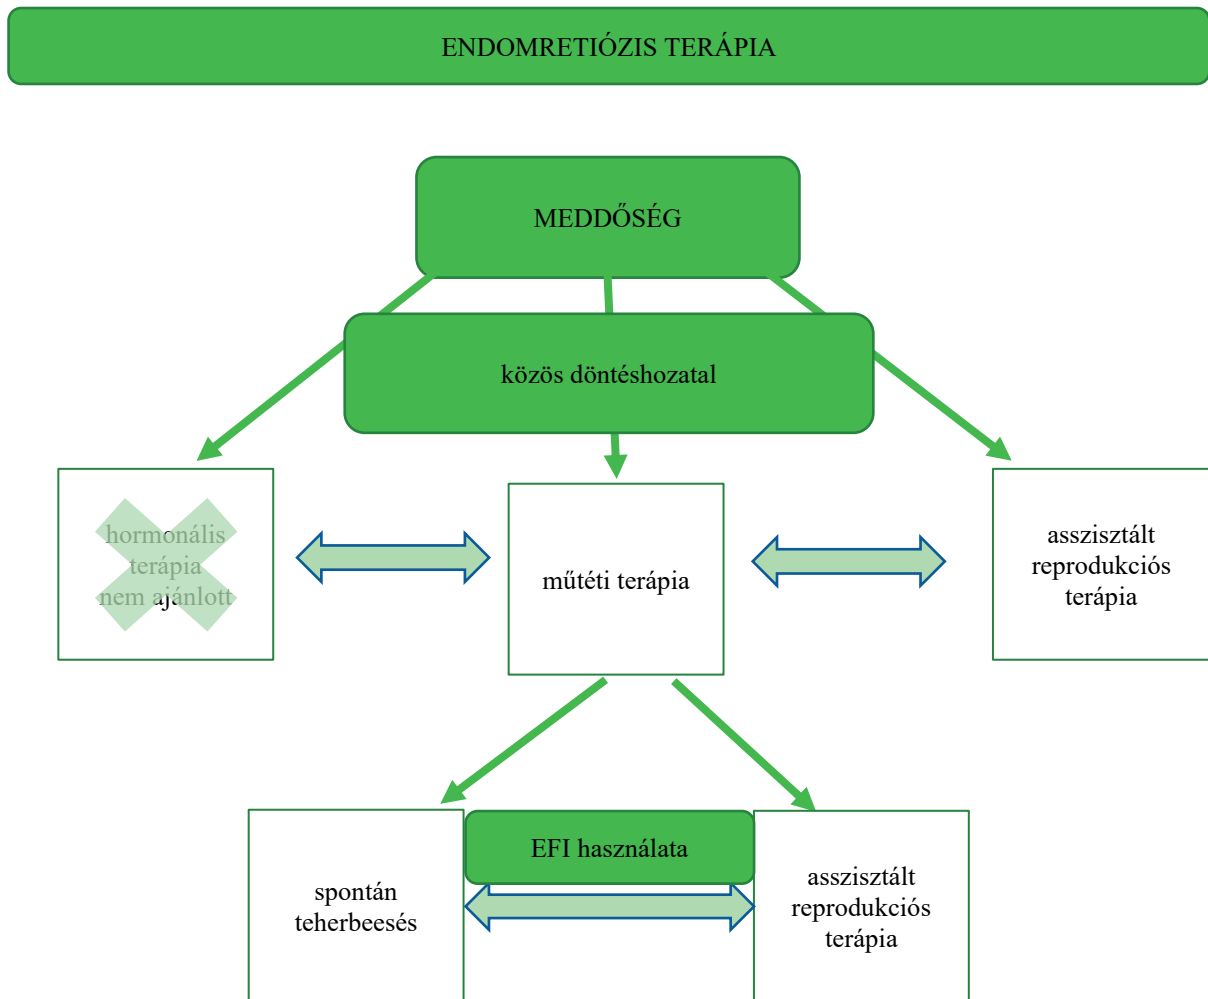 ENDOMRETIÓZIS TERÁPIA
MEDDŐSÉG
közös döntéshozatal
hormonális
terápia
nem ajánlott
műtéti terápia
asszisztált
reprodukciós
terápia
EFI használata
spontán
teherbeesés
asszisztált
reprodukciós
terápia